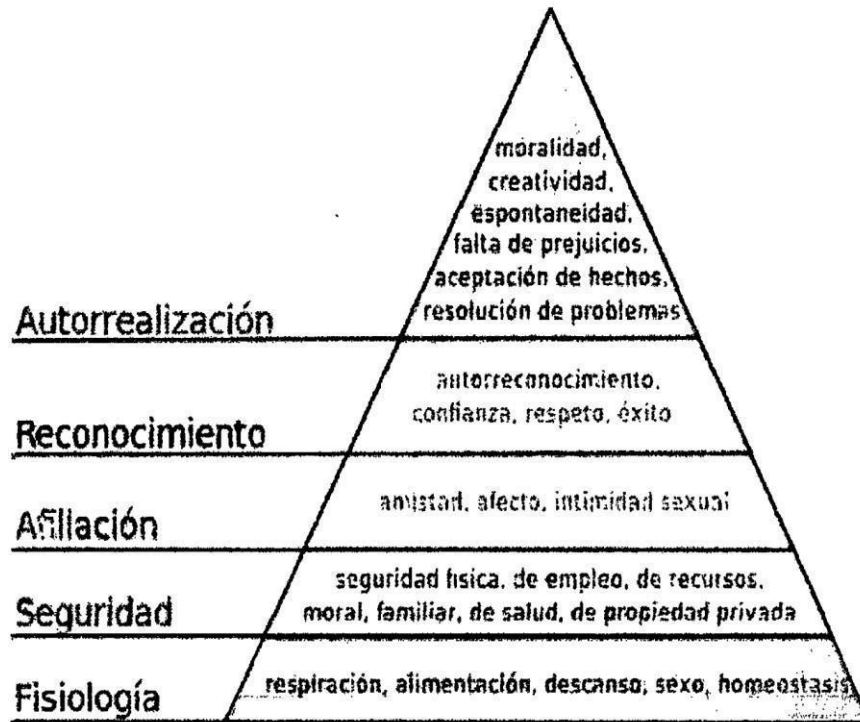 moralidad,
creatividad,
espontaneidad,
falta de prejuicios,
aceptación de hechos,
resolución de problemas
Autorrealización
autorreconocimiento,
confianza, respeto, éxito
Reconocimiento
amistad, afecto, intimidad sexual
Afiliación
seguridad física, de empleo, de recursos,
moral, familiar, de salud, de propiedad privada
Seguridad
respiración, alimentación, descanso, sexo, homeostasis
Fisiología